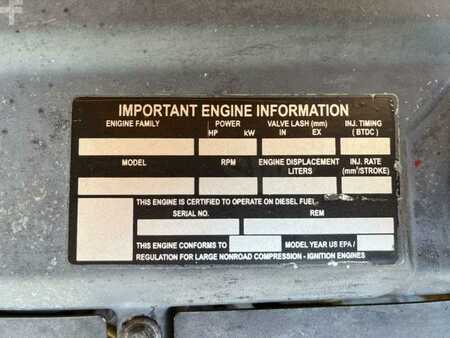 IMPORTANT ENGINE INFORMATION
ENIGINE FAMILY POWER VALVE LASH (mm) INJ. TIMING
HP kW IN EX ( BTDC )
MODEL RPM ENGINE DISPLACEMENT INJ. RATE
LITERS (mm³/STROKE)
THIS ENGINE IS CERTIFIED TO OPERATE ON DIESEL FUEL
SERIAL NO. REM
THIS ENGINE CONFORMS TO MODEL YEAR US EPA /
REGULATION FOR LARGE NONROAD COMPRESSION - IGNITION ENGINES